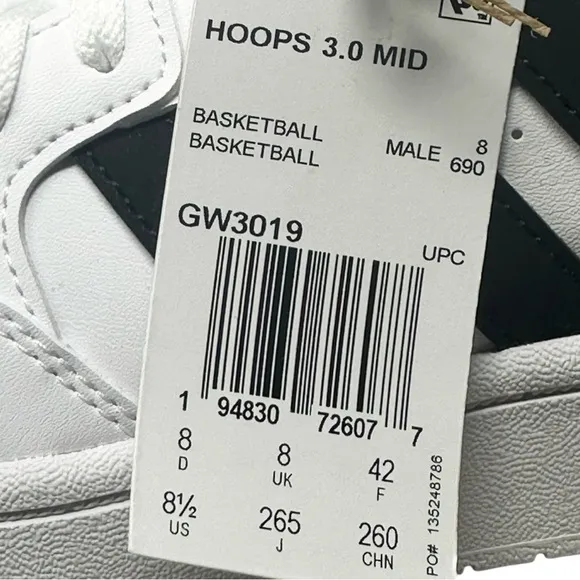 HOOPS 3.0 MID
BASKETBALL MALE 8
BASKETBALL 690
GW3019
UPC
1 94830 72607 7
8 8 42
D UK F
8½ 265 260
US J CHN
PO# 135248786